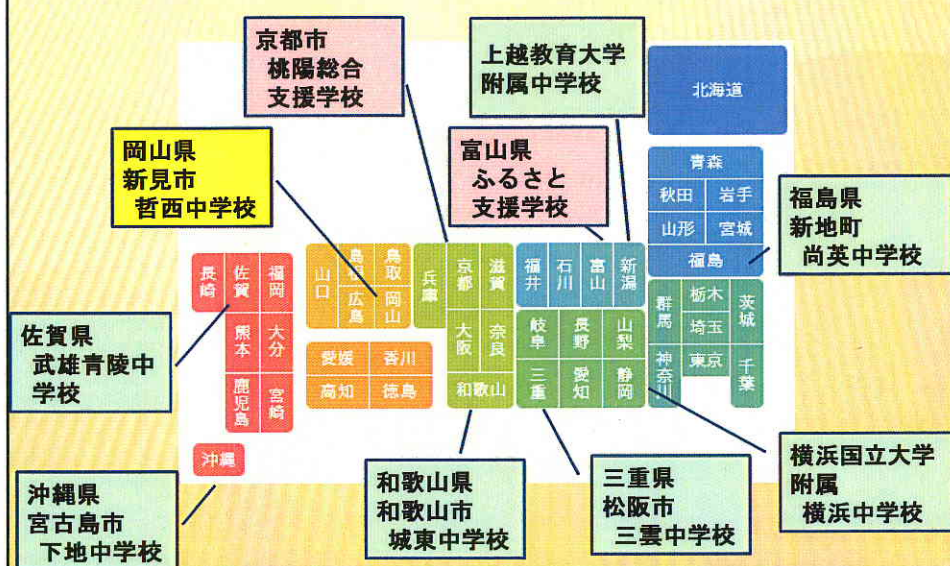 京都市
桃陽総合
支援学校
上越教育大学
附属中学校
北海道
岡山県
新見市
哲西中学校
富山県
ふるさと
支援学校
青森
秋田
岩手
山形
宮城
福島
福島県
新地町
尚英中学校
長崎
佐賀
福岡
熊本
大分
鹿児島
宮崎
沖縄
山口
島根
鳥取
広島
岡山
愛媛
香川
高知
徳島
兵庫
京都
滋賀
大阪
奈良
和歌山
福井
石川
富山
新潟
岐阜
長野
山梨
三重
愛知
静岡
群馬
栃木
茨城
埼玉
神奈川
東京
千葉
佐賀県
武雄青陵中
学校
沖縄県
宮古島市
下地中学校
和歌山県
和歌山市
城東中学校
三重県
松阪市
三雲中学校
横浜国立大学
附属
横浜中学校